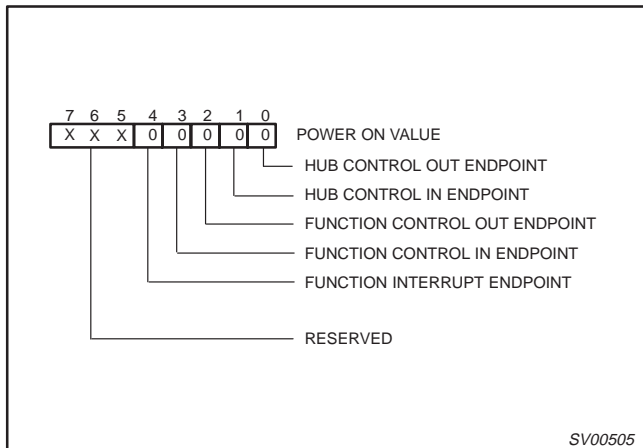 7 6 5 4 3 2 1 0
X X X 0 0 0 0 0 POWER ON VALUE
HUB CONTROL OUT ENDPOINT
HUB CONTROL IN ENDPOINT
FUNCTION CONTROL OUT ENDPOINT
FUNCTION CONTROL IN ENDPOINT
FUNCTION INTERRUPT ENDPOINT
RESERVED
SV00505